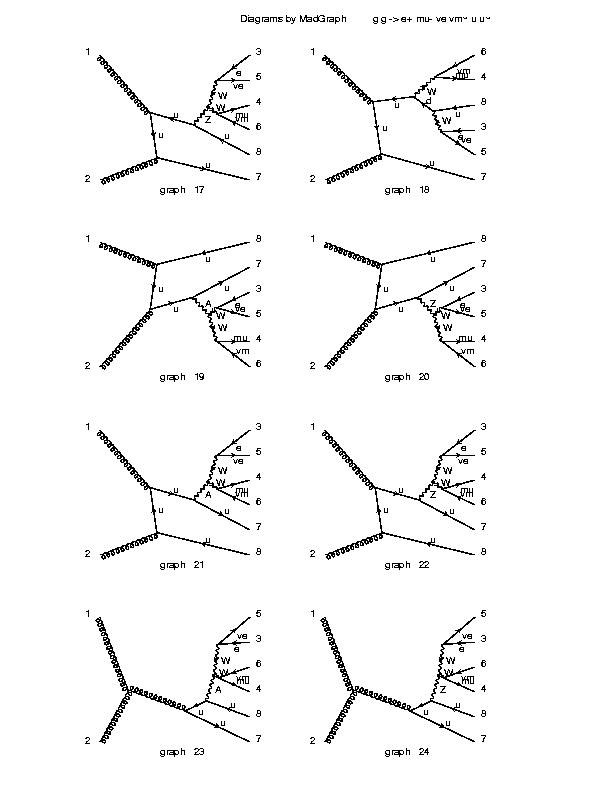 Diagrams by MadGraph g g -> e+ mu- ve vm~ u u~
1 3
e 5
ve
W
W 4
mu
vm
Z 6
u
u
u 8
2 u 7
graph 17
1 6
vm
mu 4
W
d
u 8
u
W
u 3
e
ve
2 u 5
7
graph 18
1 8
u
7
u
3
u A e
ve
W 5
u
W
mu 4
vm
2 6
graph 19
1 8
u
7
u
3
u Z e
ve
W 5
u
W
mu 4
vm
2 6
graph 20
1 3
e 5
ve
W
W 4
mu
vm
u A 6
u
u 7
2 u 8
graph 21
1 3
e 5
ve
W
W 4
mu
vm
u Z 6
u
u 7
2 u 8
graph 22
1 5
ve 3
e
W
W 6
vm
mu
A 4
u 8
u
u
2 7
graph 23
1 5
ve 3
e
W
W 6
vm
mu
Z 4
u 8
u
u
2 7
graph 24